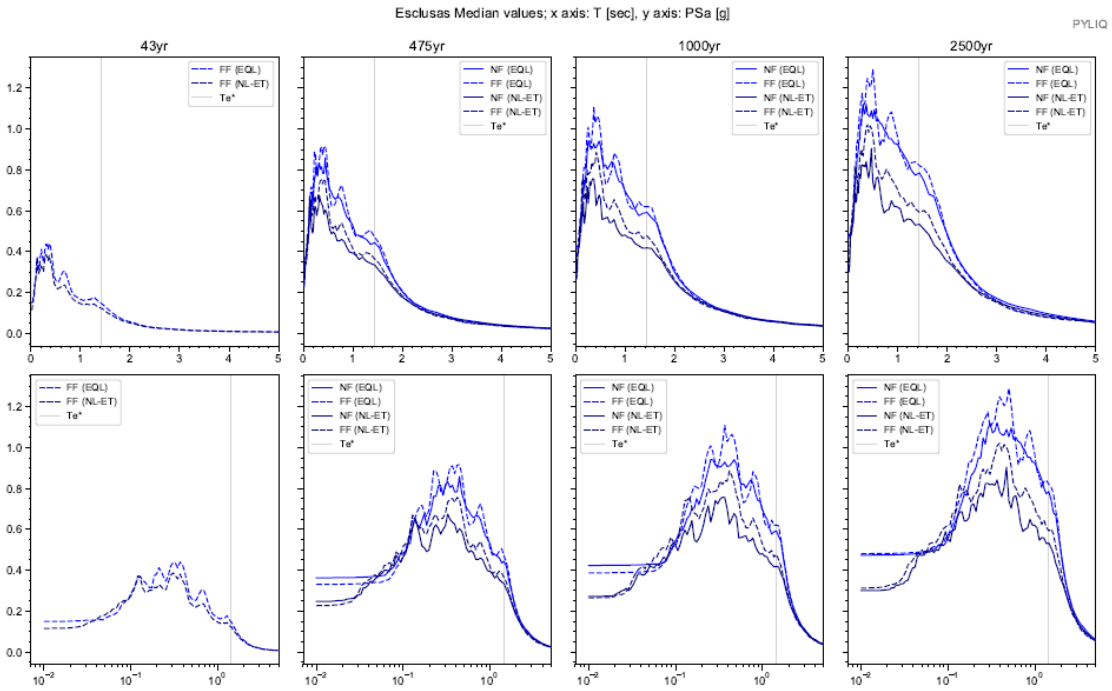 Esclusas Median values; x axis: T [sec], y axis: PSa [g]
PYLIQ
43yr
475yr
1000yr
2500yr
FF (EQL)
FF (NL-ET)
Te*
NF (EQL)
FF (EQL)
NF (NL-ET)
FF (NL-ET)
Te*
NF (EQL)
FF (EQL)
NF (NL-ET)
FF (NL-ET)
Te*
NF (EQL)
FF (EQL)
NF (NL-ET)
FF (NL-ET)
Te*
1.2
1.0
0.8
0.6
0.4
0.2
0.0
0 1 2 3 4 5
0 1 2 3 4 5
0 1 2 3 4 5
0 1 2 3 4 5
FF (EQL)
FF (NL-ET)
Te*
NF (EQL)
FF (EQL)
NF (NL-ET)
FF (NL-ET)
Te*
NF (EQL)
FF (EQL)
NF (NL-ET)
FF (NL-ET)
Te*
NF (EQL)
FF (EQL)
NF (NL-ET)
FF (NL-ET)
Te*
1.2
1.0
0.8
0.6
0.4
0.2
0.0
10⁻² 10⁻¹ 10⁰
10⁻² 10⁻¹ 10⁰
10⁻² 10⁻¹ 10⁰
10⁻² 10⁻¹ 10⁰